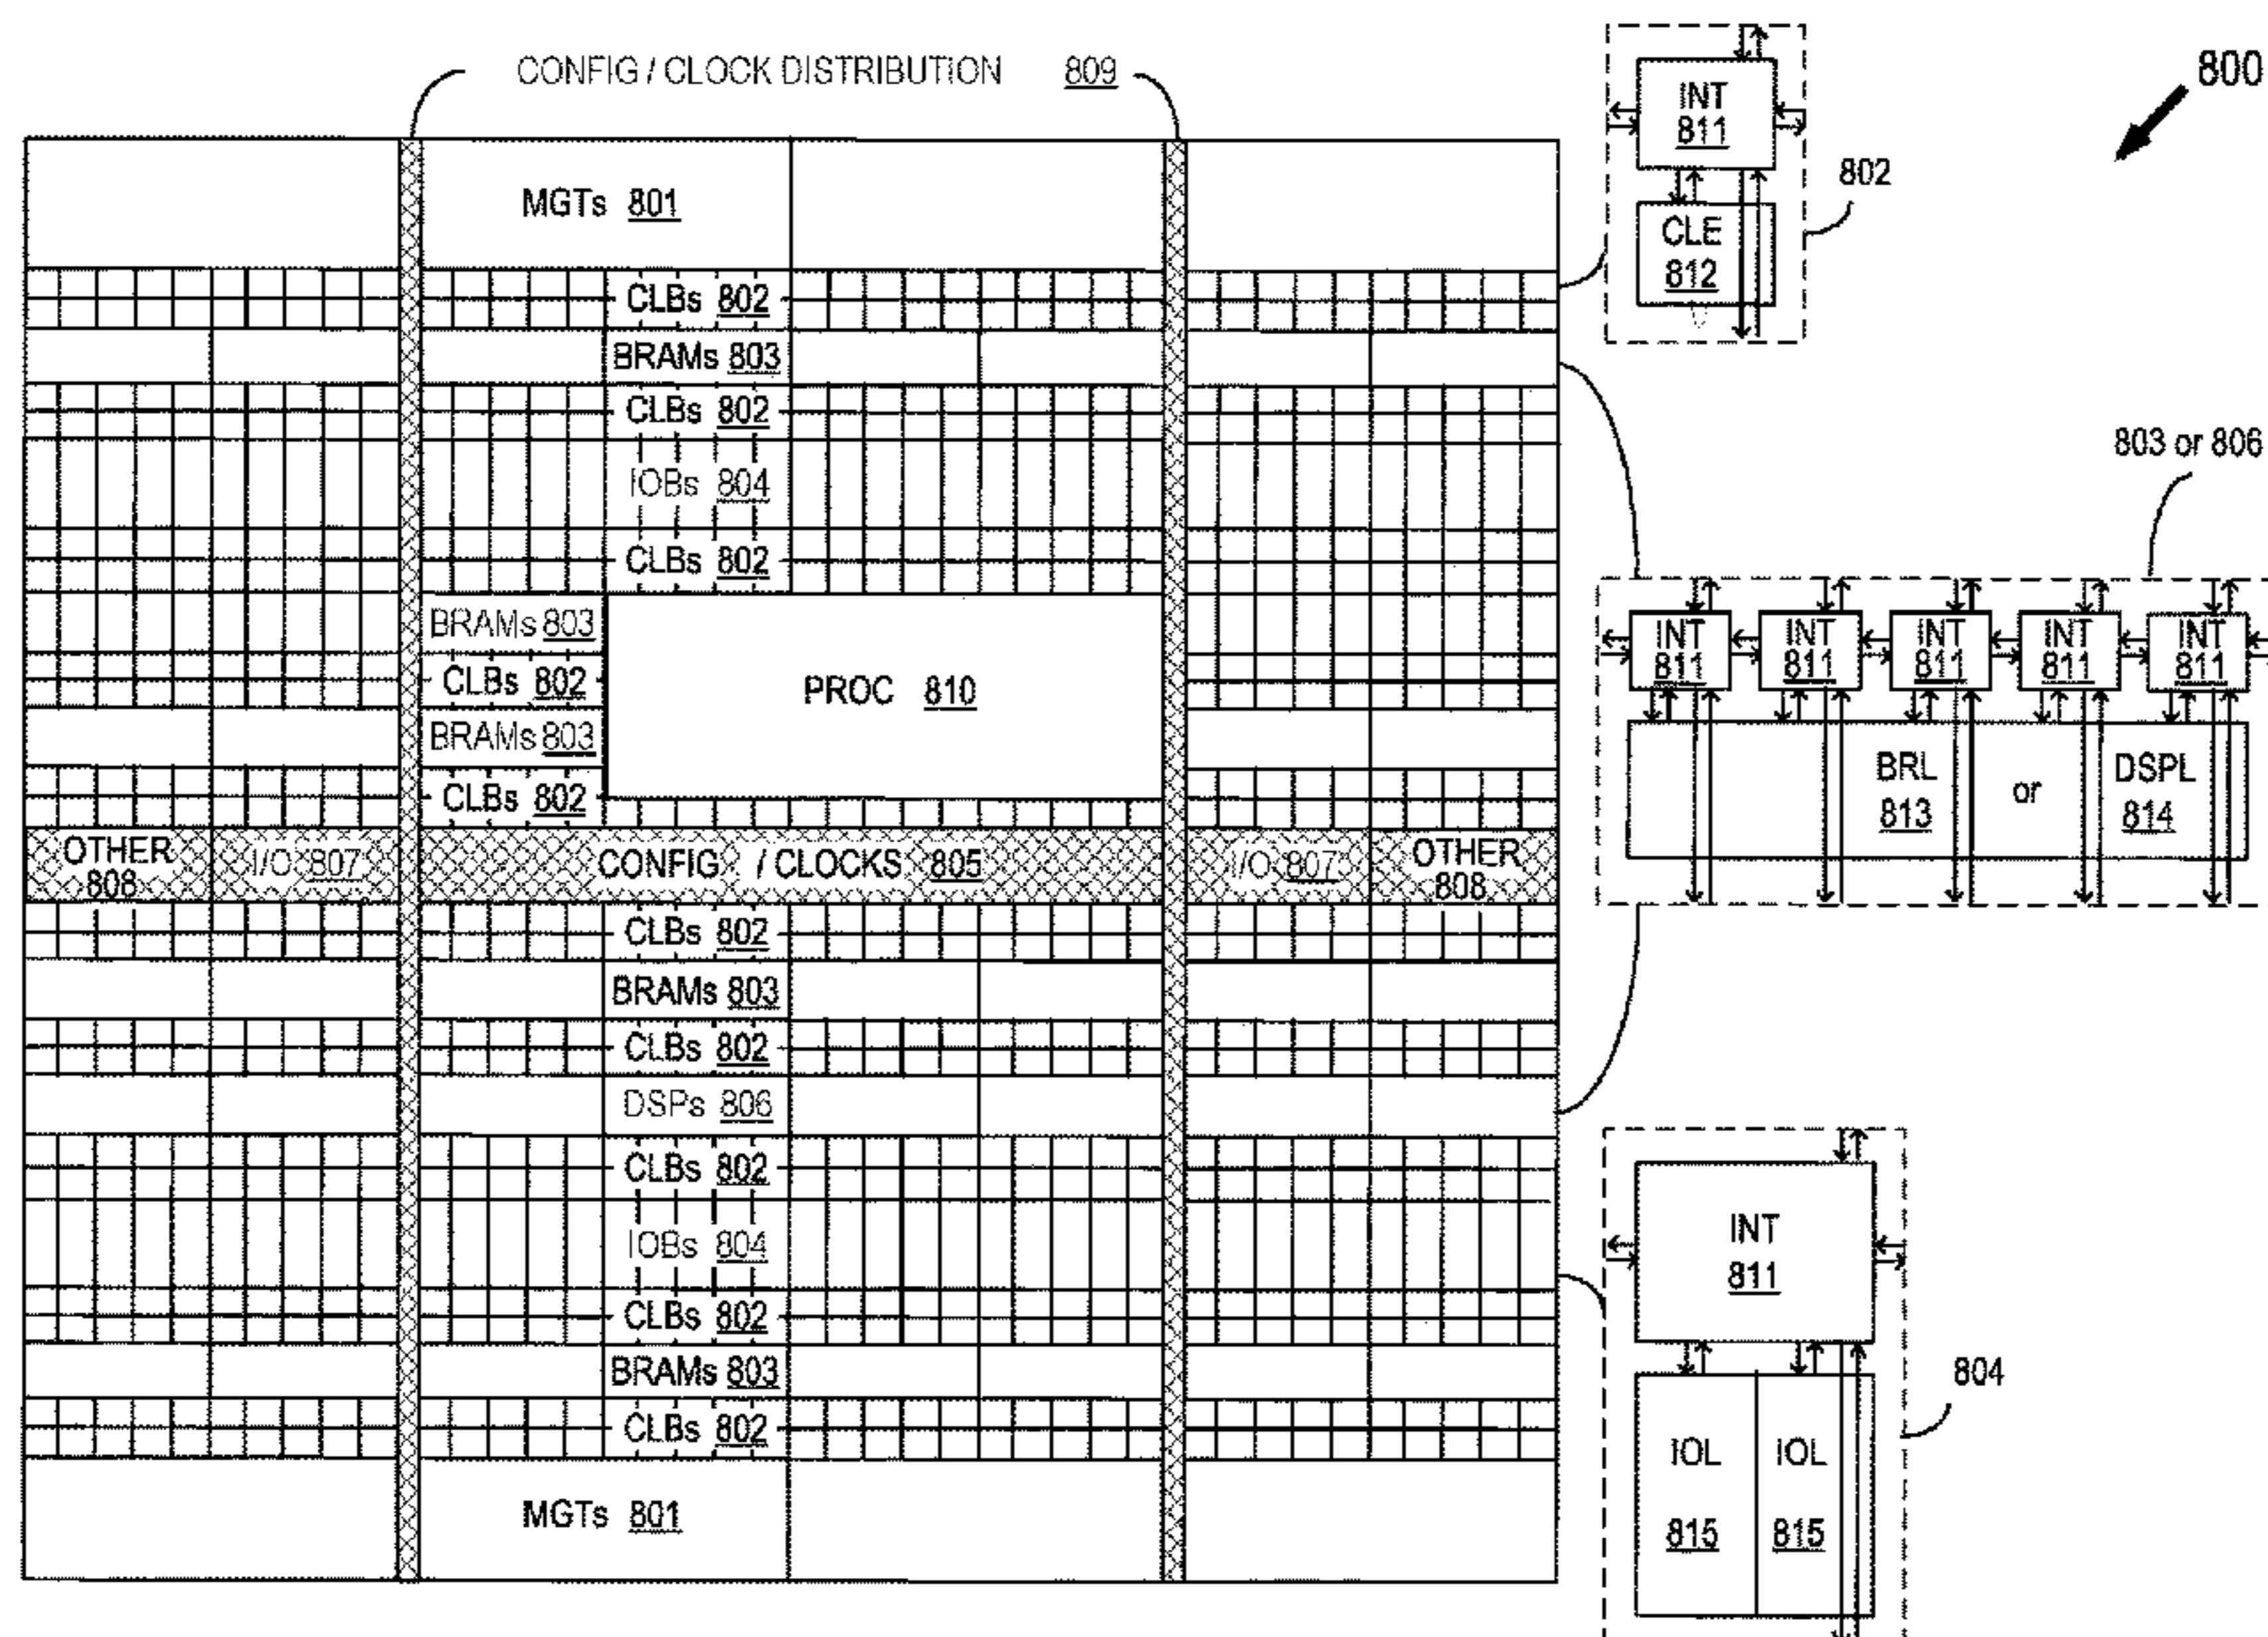 CONFIG / CLOCK DISTRIBUTION 809
800
MGTs 801
CLBs 802
BRAMs 803
CLBs 802
IOBs 804
CLBs 802
BRAMs 803
CLBs 802
PROC 810
BRAMs 803
CLBs 802
OTHER 808
I/O 807
CONFIG / CLOCKS 805
I/O 807
OTHER 808
CLBs 802
BRAMs 803
CLBs 802
DSPs 806
CLBs 802
IOBs 804
CLBs 802
BRAMs 803
CLBs 802
MGTs 801
INT
811
CLE
812
802
803 or 806
INT 811
INT 811
INT 811
INT 811
INT 811
BRL 813
or
DSPL 814
INT
811
IOL 815
IOL 815
804